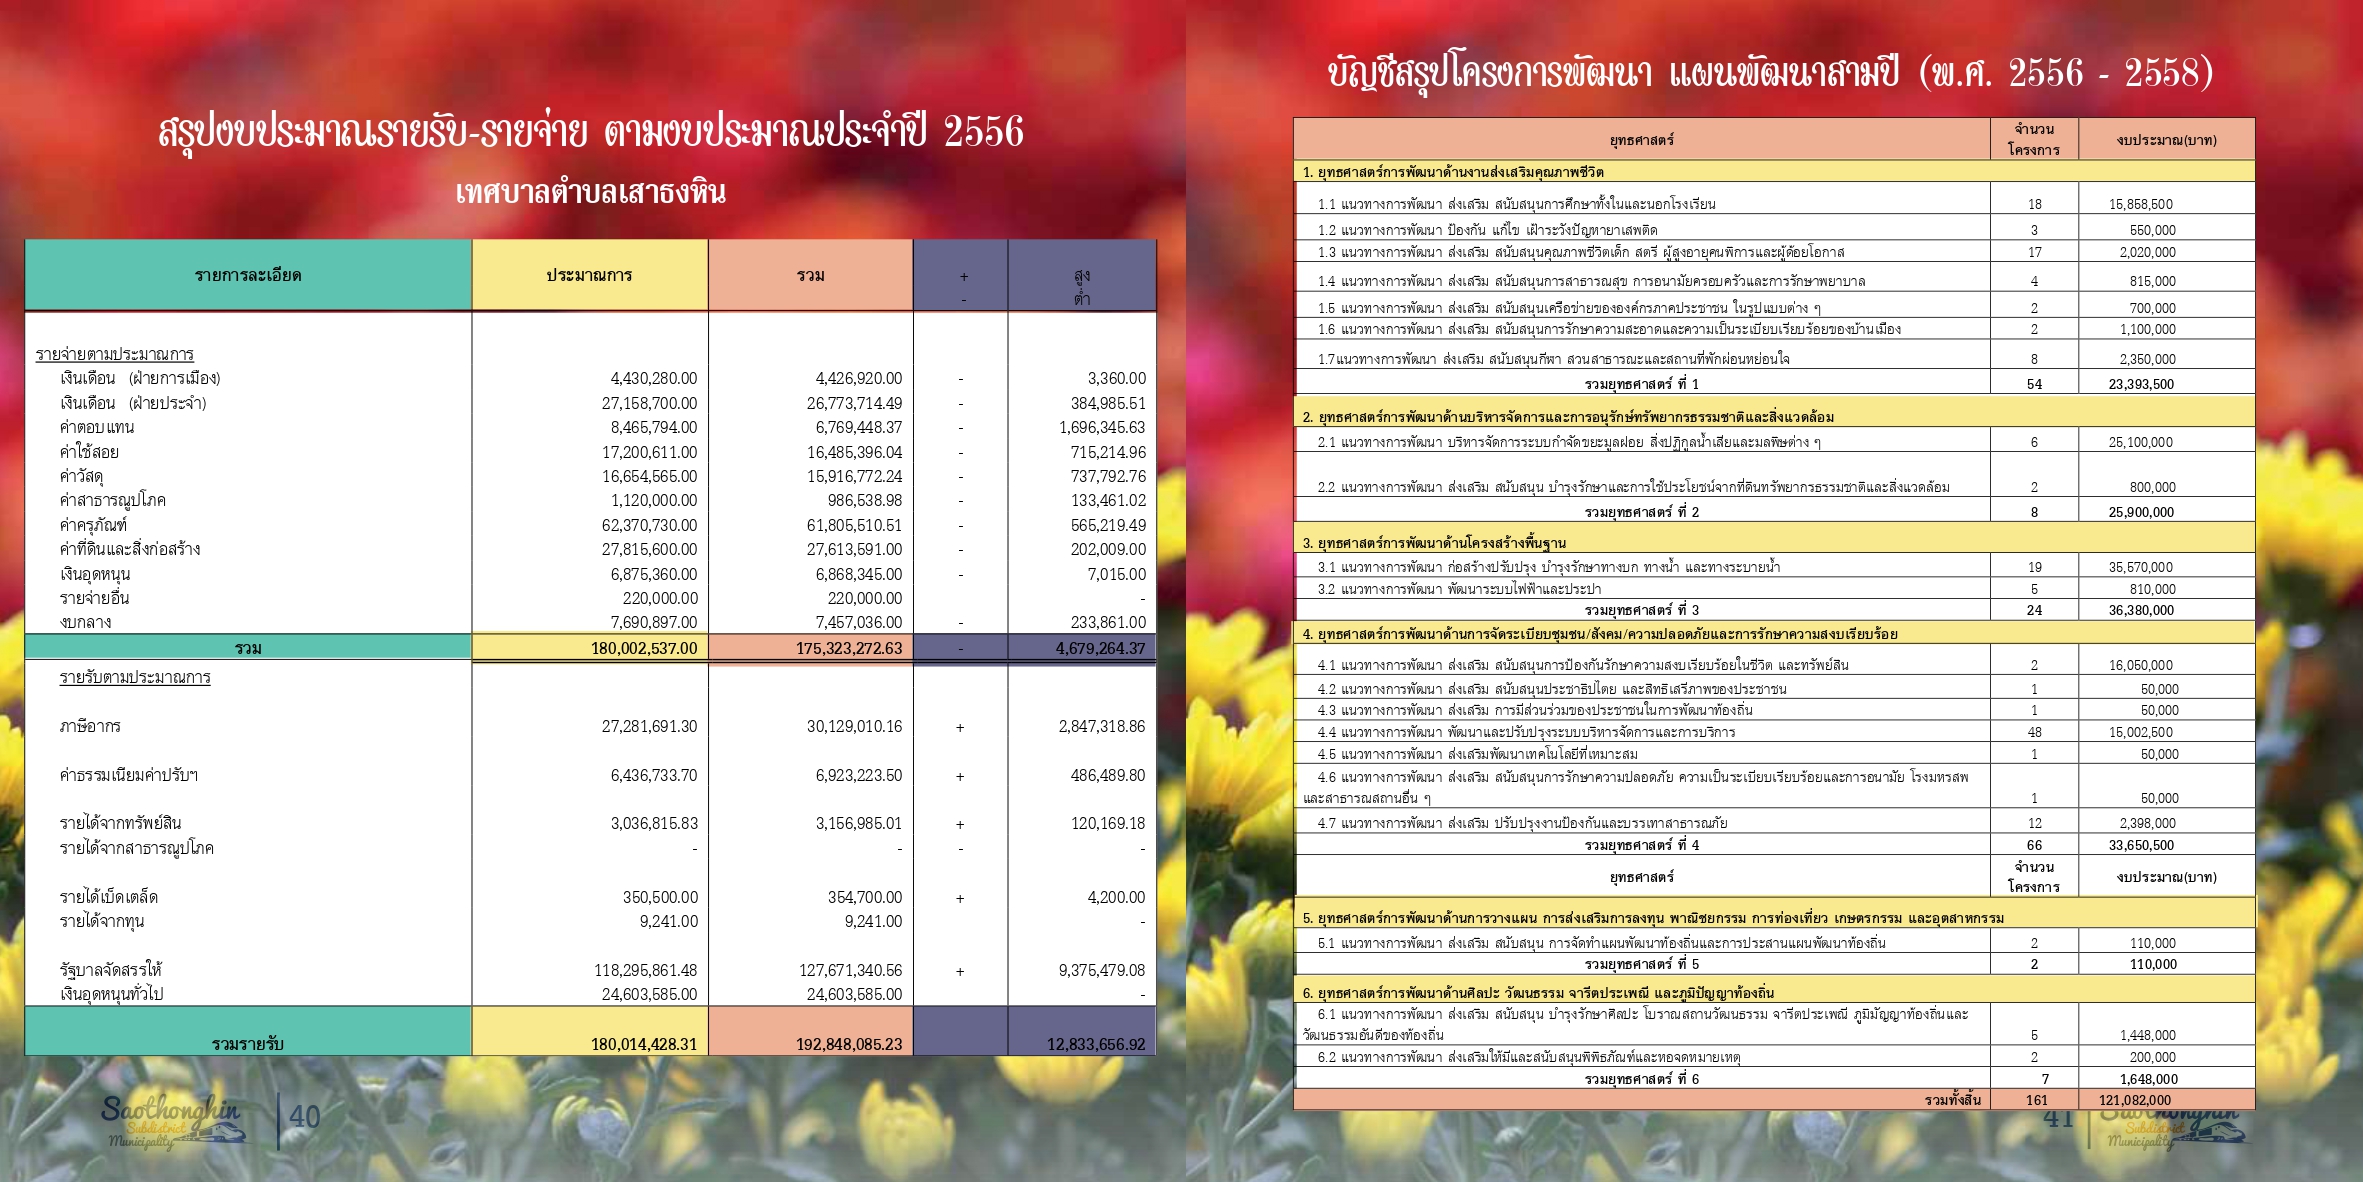 สรุปงบประมาณรายรับ-รายจ่าย ตามงบประมาณประจำปี 2556
เทศบาลตำบลเสาธงหิน
รายการละเอียด ประมาณการ รวม + สูง
- ต่ำ
รายจ่ายตามประมาณการ
เงินเดือน (ฝ่ายการเมือง) 4,430,280.00 4,426,920.00 - 3,360.00
เงินเดือน (ฝ่ายประจำ) 27,158,700.00 26,773,714.49 - 384,985.51
ค่าตอบแทน 8,465,794.00 6,769,448.37 - 1,696,345.63
ค่าใช้สอย 17,200,611.00 16,485,396.04 - 715,214.96
ค่าวัสดุ 16,654,565.00 15,916,772.24 - 737,792.76
ค่าสาธารณูปโภค 1,120,000.00 986,538.98 - 133,461.02
ค่าครุภัณฑ์ 62,370,730.00 61,805,510.51 - 565,219.49
ค่าที่ดินและสิ่งก่อสร้าง 27,815,600.00 27,613,591.00 - 202,009.00
เงินอุดหนุน 6,875,360.00 6,868,345.00 - 7,015.00
รายจ่ายอื่น 220,000.00 220,000.00 -
งบกลาง 7,690,897.00 7,457,036.00 - 233,861.00
รวม 180,002,537.00 175,323,272.63 - 4,679,264.37
รายรับตามประมาณการ
ภาษีอากร 27,281,691.30 30,129,010.16 + 2,847,318.86
ค่าธรรมเนียมค่าปรับฯ 6,436,733.70 6,923,223.50 + 486,489.80
รายได้จากทรัพย์สิน 3,036,815.83 3,156,985.01 + 120,169.18
รายได้จากสาธารณูปโภค - - - -
รายได้เบ็ดเตล็ด 350,500.00 354,700.00 + 4,200.00
รายได้จากทุน 9,241.00 9,241.00 -
รัฐบาลจัดสรรให้ 118,295,861.48 127,671,340.56 + 9,375,479.08
เงินอุดหนุนทั่วไป 24,603,585.00 24,603,585.00 -
รวมรายรับ 180,014,428.31 192,848,085.23 12,833,656.92
Saothonghin
Subdistrict
Municipality
40
บัญชีสรุปโครงการพัฒนา แผนพัฒนาสามปี (พ.ศ. 2556 - 2558)
ยุทธศาสตร์ จำนวน งบประมาณ(บาท)
โครงการ
1. ยุทธศาสตร์การพัฒนาด้านงานส่งเสริมคุณภาพชีวิต
1.1 แนวทางการพัฒนา ส่งเสริม สนับสนุนการศึกษาทั้งในและนอกโรงเรียน 18 15,858,500
1.2 แนวทางการพัฒนา ป้องกัน แก้ไข เฝ้าระวังปัญหายาเสพติด 3 550,000
1.3 แนวทางการพัฒนา ส่งเสริม สนับสนุนคุณภาพชีวิตเด็ก สตรี ผู้สูงอายุคนพิการและผู้ด้อยโอกาส 17 2,020,000
1.4 แนวทางการพัฒนา ส่งเสริม สนับสนุนการสาธารณสุข การอนามัยครอบครัวและการรักษาพยาบาล 4 815,000
1.5 แนวทางการพัฒนา ส่งเสริม สนับสนุนเครือข่ายขององค์กรภาคประชาชน ในรูปแบบต่าง ๆ 2 700,000
1.6 แนวทางการพัฒนา ส่งเสริม สนับสนุนการรักษาความสะอาดและความเป็นระเบียบเรียบร้อยของบ้านเมือง 2 1,100,000
1.7แนวทางการพัฒนา ส่งเสริม สนับสนุนกีฬา สวนสาธารณะและสถานที่พักผ่อนหย่อนใจ 8 2,350,000
รวมยุทธศาสตร์ ที่ 1 54 23,393,500
2. ยุทธศาสตร์การพัฒนาด้านบริหารจัดการและการอนุรักษ์ทรัพยากรธรรมชาติและสิ่งแวดล้อม
2.1 แนวทางการพัฒนา บริหารจัดการระบบกำจัดขยะมูลฝอย สิ่งปฏิกูลน้ำเสียและมลพิษต่าง ๆ 6 25,100,000
2.2 แนวทางการพัฒนา ส่งเสริม สนับสนุน บำรุงรักษาและการใช้ประโยชน์จากที่ดินทรัพยากรธรรมชาติและสิ่งแวดล้อม 2 800,000
รวมยุทธศาสตร์ ที่ 2 8 25,900,000
3. ยุทธศาสตร์การพัฒนาด้านโครงสร้างพื้นฐาน
3.1 แนวทางการพัฒนา ก่อสร้างปรับปรุง บำรุงรักษาทางบก ทางน้ำ และทางระบายน้ำ 19 35,570,000
3.2 แนวทางการพัฒนา พัฒนาระบบไฟฟ้าและประปา 5 810,000
รวมยุทธศาสตร์ ที่ 3 24 36,380,000
4. ยุทธศาสตร์การพัฒนาด้านการจัดระเบียบชุมชน/สังคม/ความปลอดภัยและการรักษาความสงบเรียบร้อย
4.1 แนวทางการพัฒนา ส่งเสริม สนับสนุนการป้องกันรักษาความสงบเรียบร้อยในชีวิต และทรัพย์สิน 2 16,050,000
4.2 แนวทางการพัฒนา ส่งเสริม สนับสนุนประชาธิปไตย และสิทธิเสรีภาพของประชาชน 1 50,000
4.3 แนวทางการพัฒนา ส่งเสริม การมีส่วนร่วมของประชาชนในการพัฒนาท้องถิ่น 1 50,000
4.4 แนวทางการพัฒนา พัฒนาและปรับปรุงระบบบริหารจัดการและการบริการ 48 15,002,500
4.5 แนวทางการพัฒนา ส่งเสริมพัฒนาเทคโนโลยีที่เหมาะสม 1 50,000
4.6 แนวทางการพัฒนา ส่งเสริม สนับสนุนการรักษาความปลอดภัย ความเป็นระเบียบเรียบร้อยและการอนามัย โรงมหรสพ
และสาธารณสถานอื่น ๆ 1 50,000
4.7 แนวทางการพัฒนา ส่งเสริม ปรับปรุงงานป้องกันและบรรเทาสาธารณภัย 12 2,398,000
รวมยุทธศาสตร์ ที่ 4 66 33,650,500
ยุทธศาสตร์ จำนวน งบประมาณ(บาท)
โครงการ
5. ยุทธศาสตร์การพัฒนาด้านการวางแผน การส่งเสริมการลงทุน พาณิชยกรรม การท่องเที่ยว เกษตรกรรม และอุตสาหกรรม
5.1 แนวทางการพัฒนา ส่งเสริม สนับสนุน การจัดทำแผนพัฒนาท้องถิ่นและการประสานแผนพัฒนาท้องถิ่น 2 110,000
รวมยุทธศาสตร์ ที่ 5 2 110,000
6. ยุทธศาสตร์การพัฒนาด้านศิลปะ วัฒนธรรม จารีตประเพณี และภูมิปัญญาท้องถิ่น
6.1 แนวทางการพัฒนา ส่งเสริม สนับสนุน บำรุงรักษาศิลปะ โบราณสถานวัฒนธรรม จารีตประเพณี ภูมิมัญญาท้องถิ่นและ
วัฒนธรรมอันดีของท้องถิ่น 5 1,448,000
6.2 แนวทางการพัฒนา ส่งเสริมให้มีและสนับสนุนพิพิธภัณฑ์และหอจดหมายเหตุ 2 200,000
รวมยุทธศาสตร์ ที่ 6 7 1,648,000
รวมทั้งสิ้น 161 121,082,000
41
Saothonghin
Subdistrict
Municipality